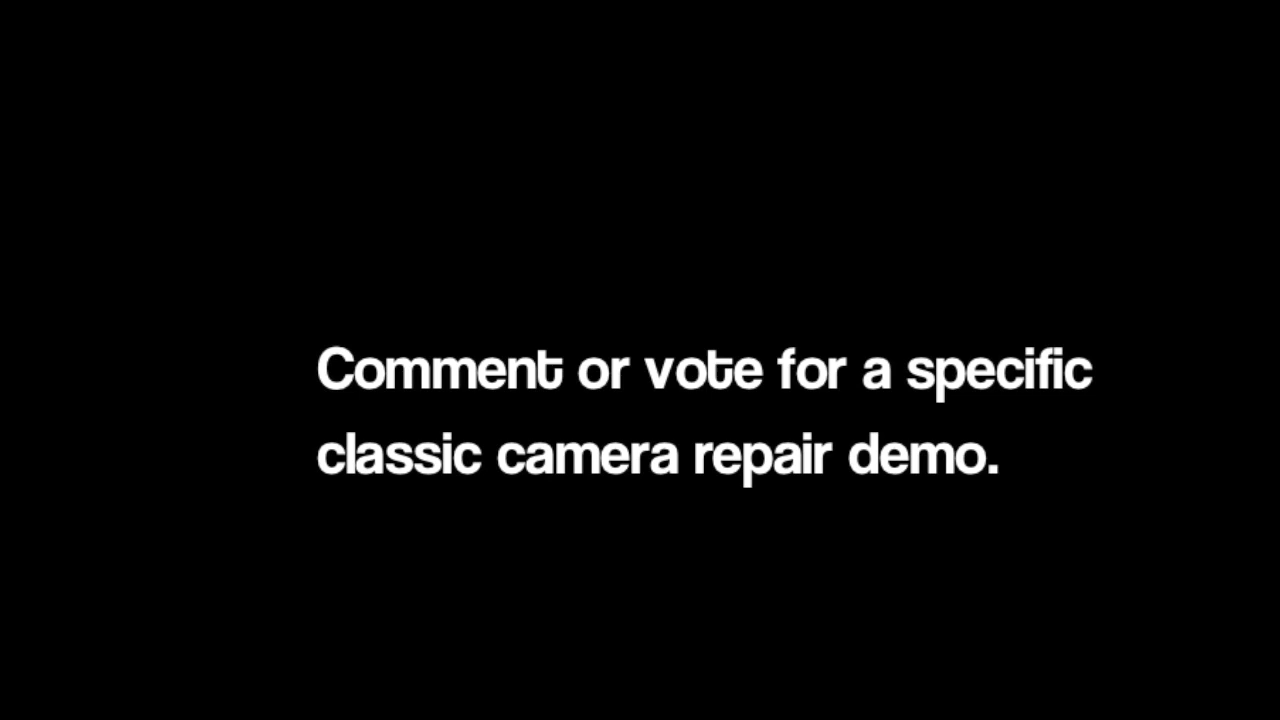 Comment or vote for a specific
classic camera repair demo.